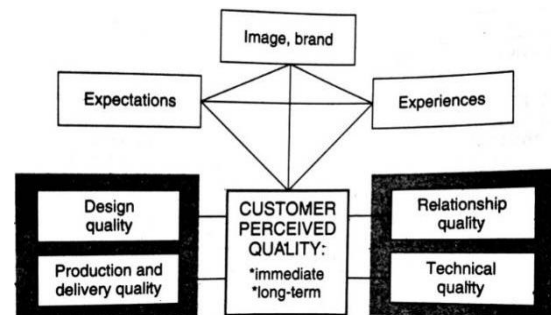 Image, brand
Expectations
Experiences
Design
quality
Production and
delivery quality
CUSTOMER
PERCEIVED
QUALITY:
*immediate
*long-term
Relationship
quality
Technical
quality